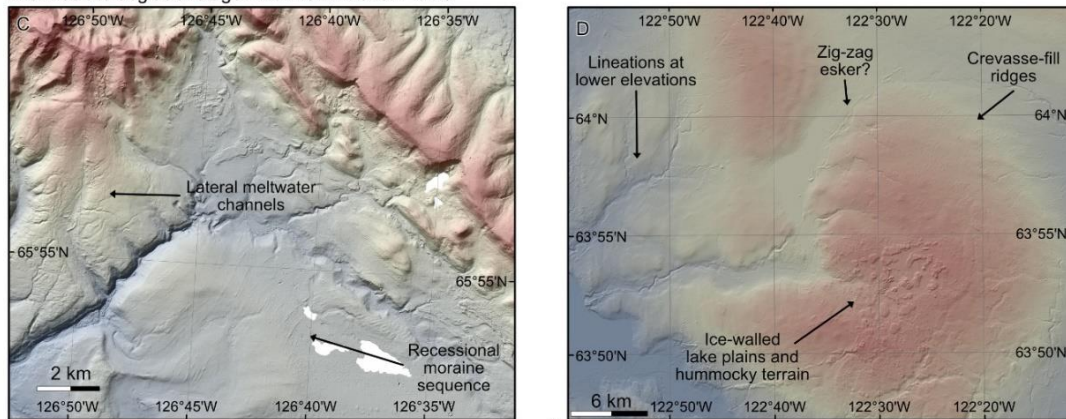 126°50'W 126°45'W 126°40'W 126°35'W
C
Lateral meltwater
channels
65°55'N
65°55'N
Recessional
moraine
sequence
2 km
126°50'W 126°45'W 126°40'W 126°35'W
122°50'W 122°40'W 122°30'W 122°20'W
D
Lineations at
lower elevations
Zig-zag
esker?
Crevasse-fill
ridges
64°N
64°N
63°55'N
63°55'N
Ice-walled
lake plains and
hummocky terrain
63°50'N
63°50'N
6 km
122°50'W 122°40'W 122°30'W 122°20'W